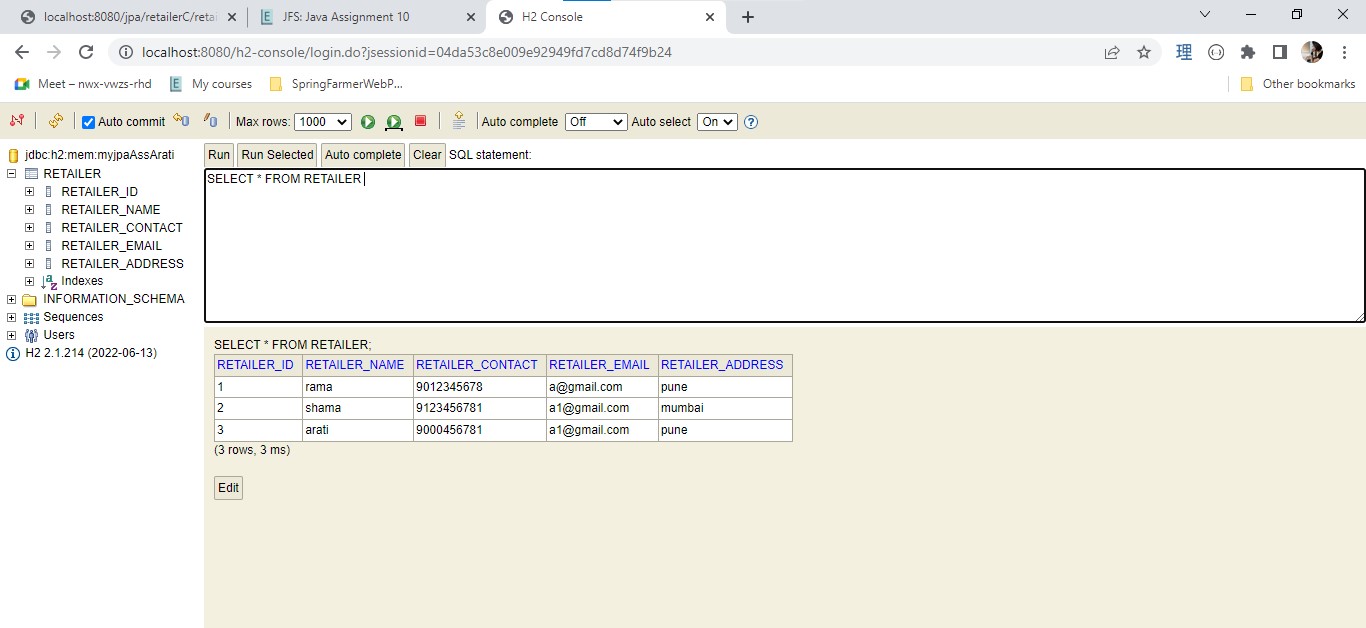 localhost:8080/jpa/retailerC/retai
JFS: Java Assignment 10
H2 Console
localhost:8080/h2-console/login.do?jsessionid=04da53c8e009e92949fd7cd8d74f9b24
理
Meet – nwx-vwzs-rhd
E My courses
SpringFarmerWebP...
Other bookmarks
Auto commit
Max rows: 1000
Auto complete Off
Auto select On
jdbc:h2:mem:myjpaAssArati
RETAILER
RETAILER_ID
RETAILER_NAME
RETAILER_CONTACT
RETAILER_EMAIL
RETAILER_ADDRESS
Indexes
INFORMATION_SCHEMA
Sequences
Users
H2 2.1.214 (2022-06-13)
Run Run Selected Auto complete Clear SQL statement:
SELECT * FROM RETAILER
SELECT * FROM RETAILER;
RETAILER_ID RETAILER_NAME RETAILER_CONTACT RETAILER_EMAIL RETAILER_ADDRESS
1 rama 9012345678 a@gmail.com pune
2 shama 9123456781 a1@gmail.com mumbai
3 arati 9000456781 a1@gmail.com pune
(3 rows, 3 ms)
Edit